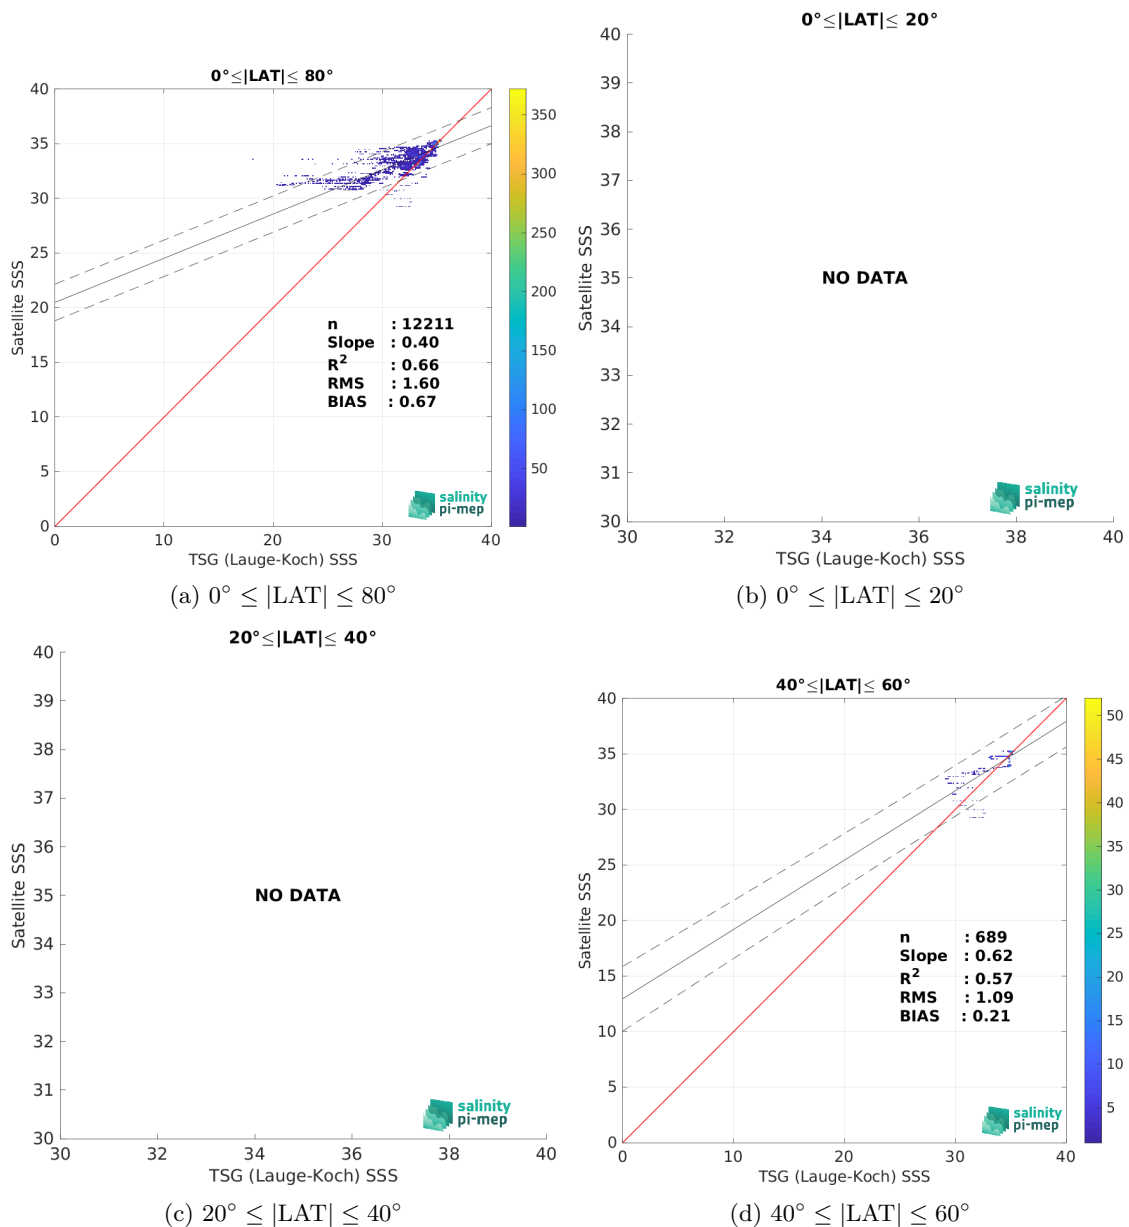 0°≤|LAT|≤ 80°
40
35
30
25
20
15
10
5
0
Satellite SSS
n : 12211
Slope : 0.40
R2 : 0.66
RMS : 1.60
BIAS : 0.67
salinity
pi-mep
0 10 20 30 40
TSG (Lauge-Koch) SSS
350
300
250
200
150
100
50
(a) 0° ≤ |LAT| ≤ 80°
0°≤|LAT|≤ 20°
40
39
38
37
36
35
34
33
32
31
30
Satellite SSS
NO DATA
salinity
pi-mep
30 32 34 36 38 40
TSG (Lauge-Koch) SSS
(b) 0° ≤ |LAT| ≤ 20°
20°≤|LAT|≤ 40°
40
39
38
37
36
35
34
33
32
31
30
Satellite SSS
NO DATA
salinity
pi-mep
30 32 34 36 38 40
TSG (Lauge-Koch) SSS
(c) 20° ≤ |LAT| ≤ 40°
40°≤|LAT|≤ 60°
40
35
30
25
20
15
10
5
0
Satellite SSS
n : 689
Slope : 0.62
R2 : 0.57
RMS : 1.09
BIAS : 0.21
salinity
pi-mep
0 10 20 30 40
TSG (Lauge-Koch) SSS
50
45
40
35
30
25
20
15
10
5
(d) 40° ≤ |LAT| ≤ 60°